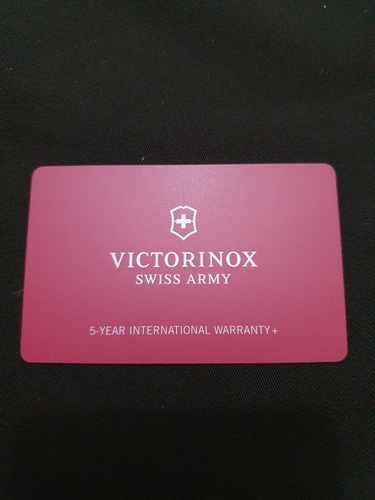 VICTORINOX
SWISS ARMY
5-YEAR INTERNATIONAL WARRANTY+